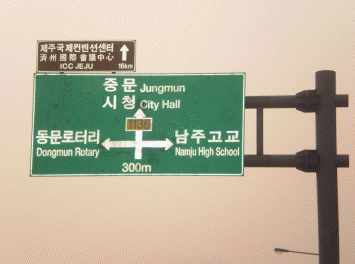 제주국제컨벤션센터
濟州國際會議中心
ICC JEJU 16km
중문 Jungmun
시청 City Hall
1136
동문로터리 남주고교
Dongmun Rotary Namju High School
300m